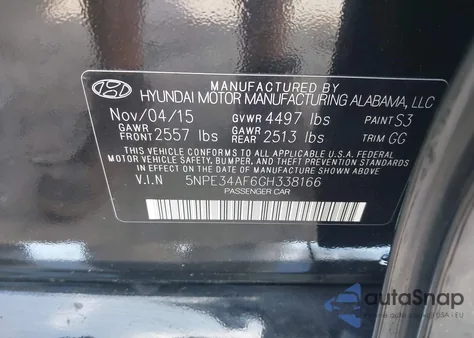 MANUFACTURED BY
HYUNDAI MOTOR MANUFACTURING ALABAMA, LLC
Nov/04/15 GVWR 4497 lbs PAINT S3
GAWR FRONT 2557 lbs GAWR REAR 2513 lbs TRIM GG
THIS VEHICLE CONFORMS TO ALL APPLICABLE U.S.A FEDERAL
MOTOR VEHICLE SAFETY, BUMPER, AND THEFT PREVENTION STANDARDS
IN EFFECT ON THE DATE OF MANUFACTURE SHOWN ABOVE.
V.I.N 5NPE34AF6GH338166
PASSENGER CAR
autoSnap